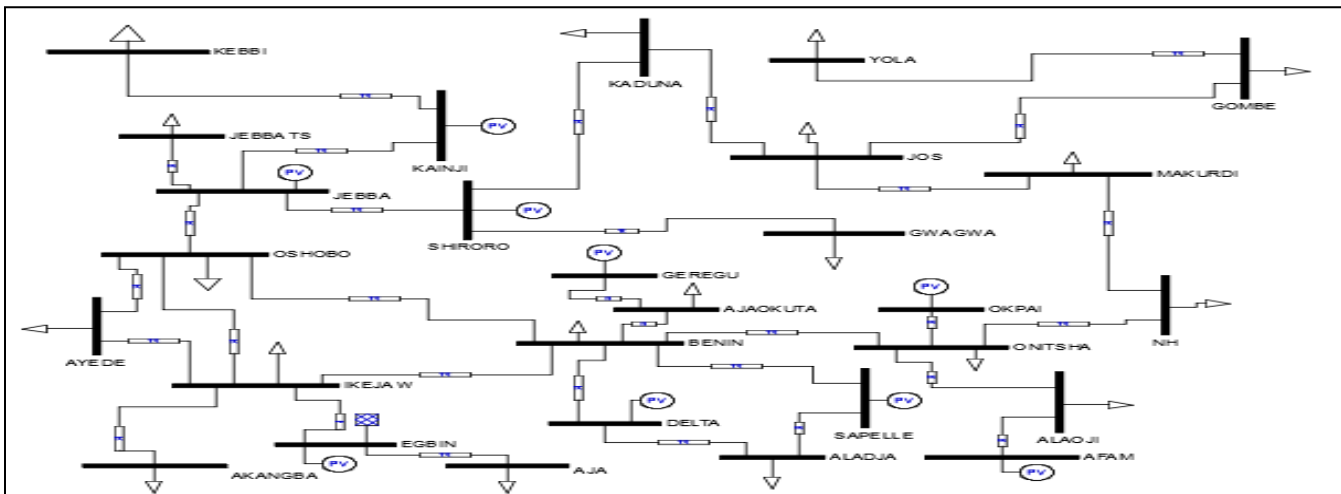 KEBBI
YOLA
KADUNA
GOMBE
JEBBA TS
PV
KAINJI
JOS
PV
JEBBA
MAKURDI
PV
SHIRORO
GWAGWA
OSHOBO
PV
GEREGU
PV
OKPAI
AJAOKUTA
BENIN
ONITSHA
NH
AYEDE
IKEJA W
PV
DELTA
PV
SAPELLE
ALAOJI
EGBIN
PV
AKANGBA
AJA
ALADJA
AFAM
PV